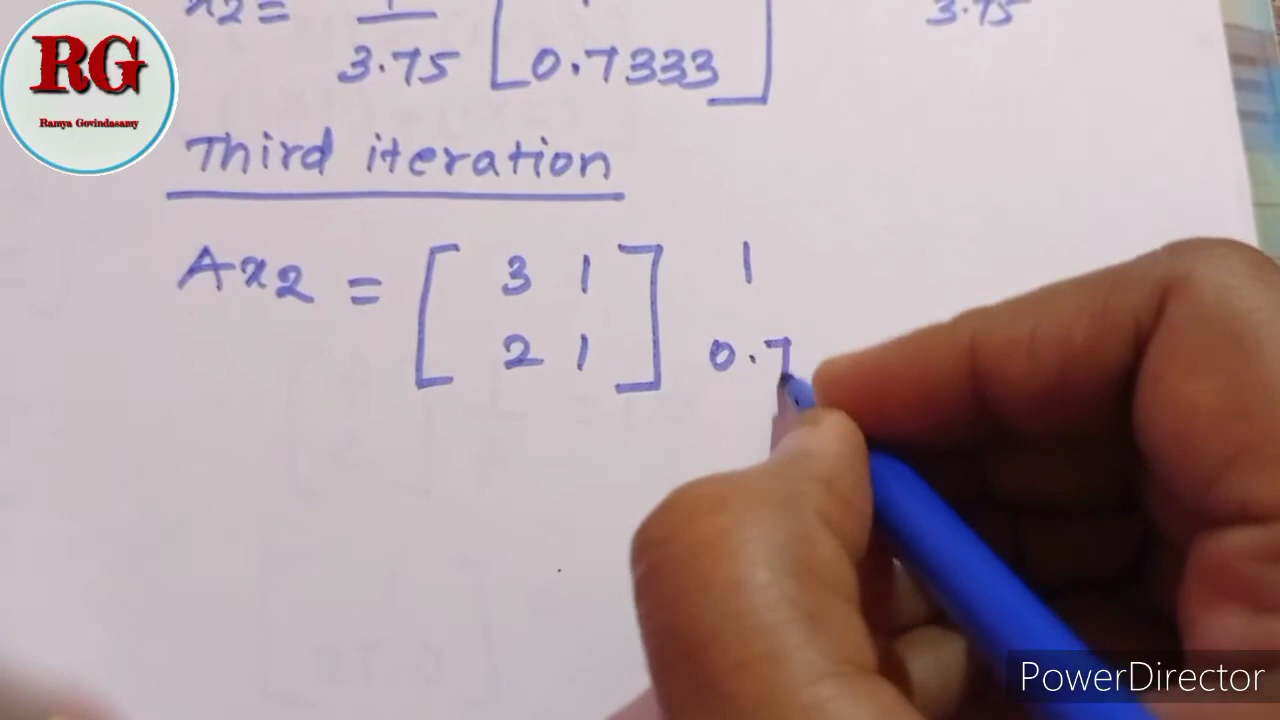 x2 =
3.75 [ 0.7333 ]
3.75
RG
Ramya Govindasamy
Third iteration
Ax2 = [ 3 1 ] 1
[ 2 1 ] 0.7
PowerDirector